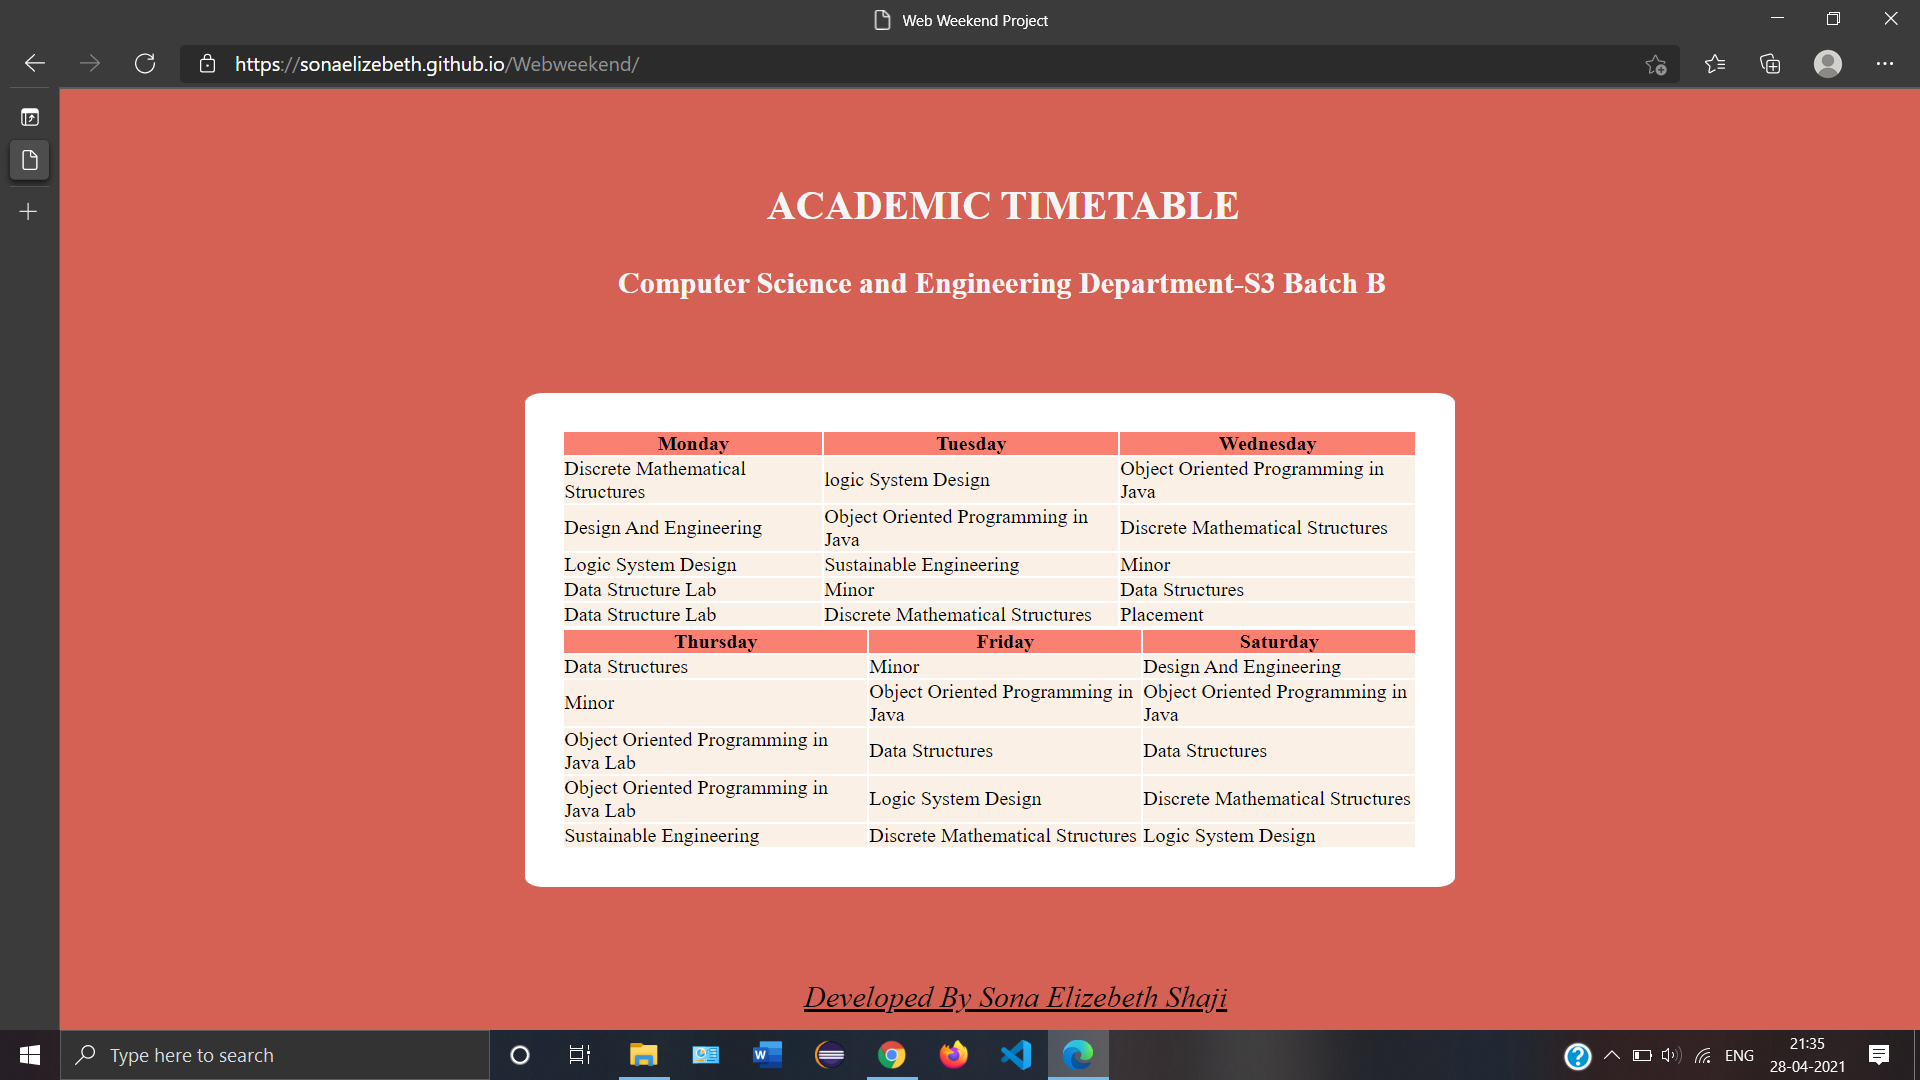 Web Weekend Project
https://sonaelizebeth.github.io/Webweekend/
ACADEMIC TIMETABLE
Computer Science and Engineering Department-S3 Batch B
Monday Tuesday Wednesday
Discrete Mathematical Structures logic System Design Object Oriented Programming in Java
Design And Engineering Object Oriented Programming in Java Discrete Mathematical Structures
Logic System Design Sustainable Engineering Minor
Data Structure Lab Minor Data Structures
Data Structure Lab Discrete Mathematical Structures Placement
Thursday Friday Saturday
Data Structures Minor Design And Engineering
Minor Object Oriented Programming in Java Object Oriented Programming in Java
Object Oriented Programming in Java Lab Data Structures Data Structures
Object Oriented Programming in Java Lab Logic System Design Discrete Mathematical Structures
Sustainable Engineering Discrete Mathematical Structures Logic System Design
Developed By Sona Elizebeth Shaji
Type here to search
ENG
21:35
28-04-2021